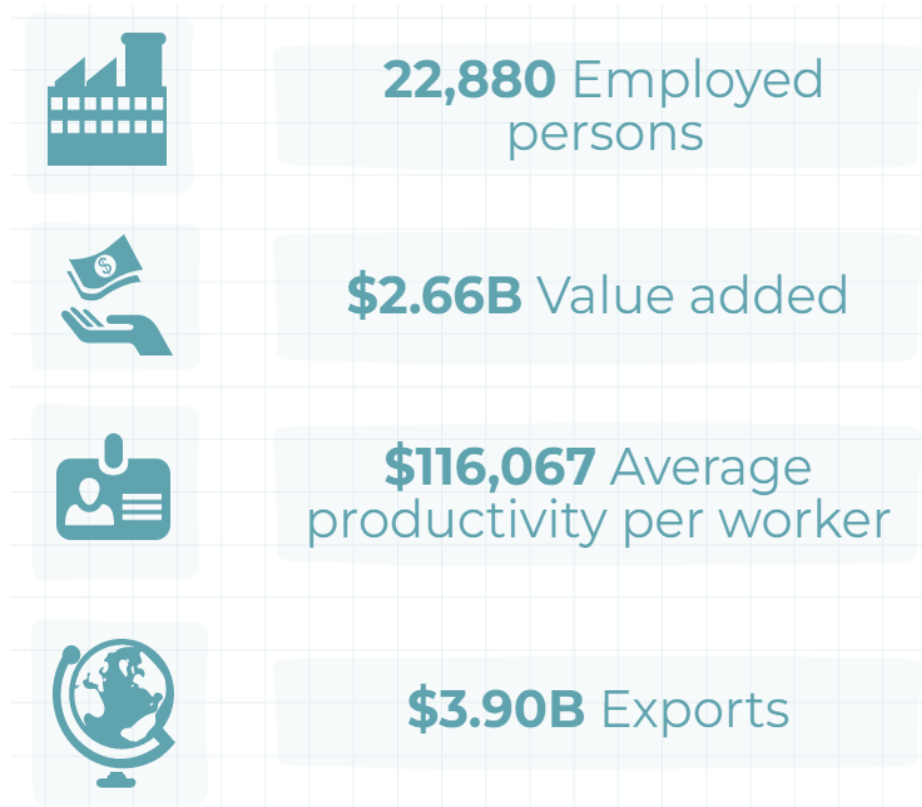 22,880 Employed
persons
$
$2.66B Value added
$116,067 Average
productivity per worker
$3.90B Exports